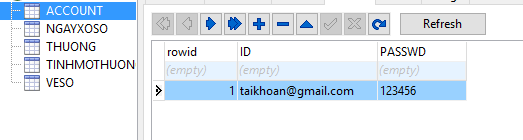 ACCOUNT
NGAYXOSO
THUONG
TINHMOTHUON
VESO
Refresh
rowid ID PASSWD
(empty) (empty) (empty)
1 taikhoan@gmail.com 123456